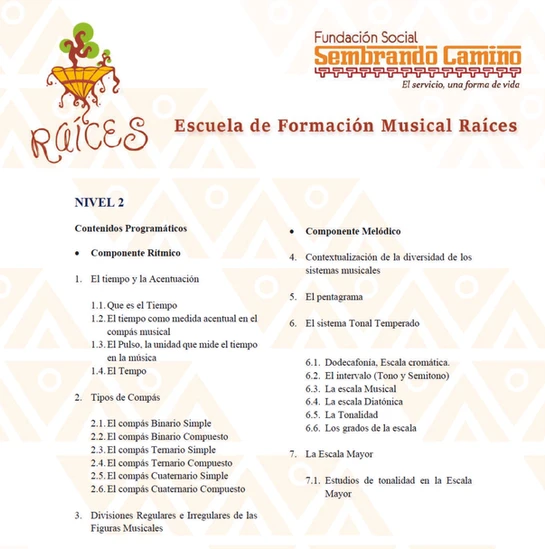 Fundación Social
Sembrando Camino
El servicio, una forma de vida
RAÍCES
Escuela de Formación Musical Raíces
NIVEL 2
Contenidos Programáticos
• Componente Rítmico
1. El tiempo y la Acentuación
1.1. Que es el Tiempo
1.2. El tiempo como medida acentual en el
compás musical
1.3. El Pulso, la unidad que mide el tiempo
en la música
1.4. El Tempo
2. Tipos de Compás
2.1. El compás Binario Simple
2.2. El compás Binario Compuesto
2.3. El compás Ternario Simple
2.4. El compás Ternario Compuesto
2.5. El compás Cuaternario Simple
2.6. El compás Cuaternario Compuesto
3. Divisiones Regulares e Irregulares de las
Figuras Musicales
• Componente Melódico
4. Contextualización de la diversidad de los
sistemas musicales
5. El pentagrama
6. El sistema Tonal Temperado
6.1. Dodecafonía, Escala cromática.
6.2. El intervalo (Tono y Semitono)
6.3. La escala Musical
6.4. La escala Diatónica
6.5. La Tonalidad
6.6. Los grados de la escala
7. La Escala Mayor
7.1. Estudios de tonalidad en la Escala
Mayor